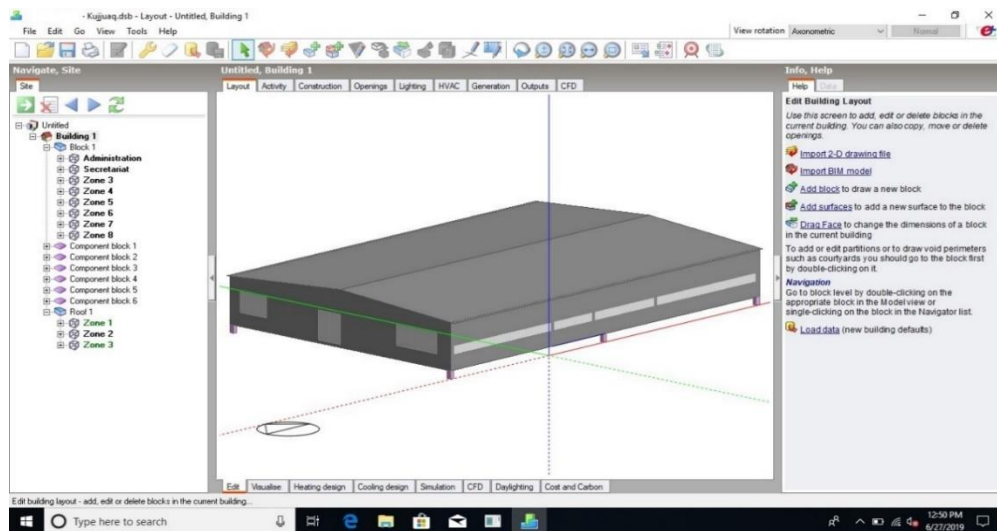 - Kujjuaq.dsb - Layout - Untitled, Building 1
File Edit Go View Tools Help
View rotation Axonometric Normal
Navigate, Site
Site
Untitled
Building 1
Block 1
Administration
Secretariat
Zone 3
Zone 4
Zone 5
Zone 6
Zone 7
Zone 8
Component block 1
Component block 2
Component block 3
Component block 4
Component block 5
Component block 6
Roof 1
Zone 1
Zone 2
Zone 3
Untitled, Building 1
Layout Activity Construction Openings Lighting HVAC Generation Outputs CFD
Edit Visualise Heating design Cooling design Simulation CFD Daylighting Cost and Carbon
Info, Help
Help Data
Edit Building Layout
Use this screen to add, edit or delete blocks in the
current building. You can also copy, move or delete
openings.
Import 2-D drawing file
Import BIM model
Add block to draw a new block
Add surfaces to add a new surface to the block
Drag Face to change the dimensions of a block
in the current building
To add or edit partitions or to draw void perimeters
such as courtyards you should go to the block first
by double-clicking on it.
Navigation
Go to block level by double-clicking on the
appropriate block in the Model view or
single-clicking on the block in the Navigator list.
Load data (new building defaults)
Edit building layout - add, edit or delete blocks in the current building...
Type here to search
12:50 PM
6/27/2019